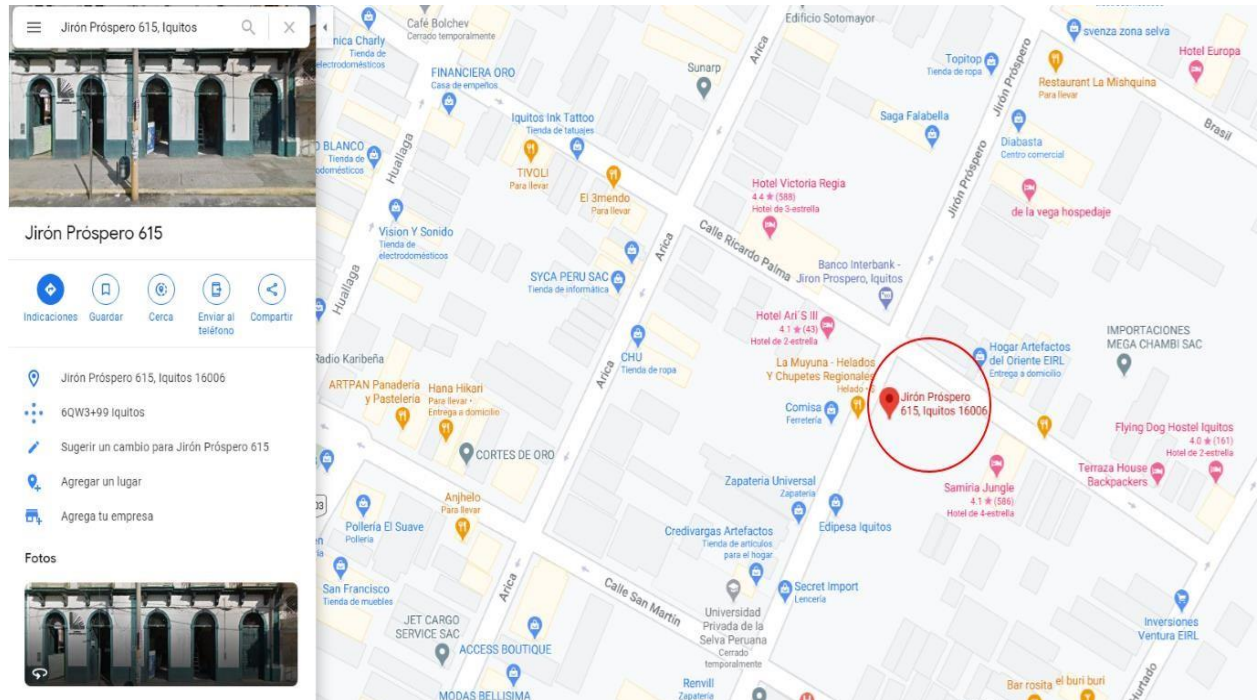 Jirón Próspero 615, Iquitos
Jirón Próspero 615
Indicaciones
Guardar
Cerca
Enviar al
teléfono
Compartir
Jirón Próspero 615, Iquitos 16006
6QW3+99 Iquitos
Sugerir un cambio para Jirón Próspero 615
Agregar un lugar
Agrega tu empresa
Fotos
Café Bolchev
Cerrado temporalmente
nica Charly
Tienda de
electrodomésticos
FINANCIERA ORO
Casa de empeños
Iquitos Ink Tattoo
Tienda de tatuajes
O BLANCO
Tienda de
odomésticos
Huallaga
TIVOLI
Para llevar
El 3mendo
Para llevar
Vision Y Sonido
Tienda de
electrodomésticos
Huallaga
SYCA PERU SAC
Tienda de informática
Arica
Sunarp
Arica
Edificio Sotomayor
Topitop
Tienda de ropa
Jirón Próspero
svenza zona selva
Hotel Europa
Restaurant La Mishquina
Para llevar
Brasil
Saga Falabella
Diabasta
Centro comercial
Jirón Próspero
Hotel Victoria Regia
4.4 ★ (588)
Hotel de 3-estrella
de la vega hospedaje
Calle Ricardo Palma
Banco Interbank -
Jiron Prospero, Iquitos
Hotel Ari´S III
4.1 ★ (43)
Hotel de 2-estrella
La Muyuna - Helados
Y Chupetes Regionales
Hogar Artefactos
del Oriente EIRL
Entrega a domicilio
IMPORTACIONES
MEGA CHAMBI SAC
Jirón Próspero
615, Iquitos 16006
Comisa
Ferretería
CHU
Tienda de ropa
Arica
Radio Karibeña
ARTPAN Panadería
y Pastelería
Hana Hikari
Para llevar •
Entrega a domicilio
CORTES DE ORO
Flying Dog Hostel Iquitos
4.0 ★ (161)
Hotel de 2-estrella
Terraza House
Backpackers
Samiria Jungle
4.1 ★ (586)
Hotel de 4-estrella
Zapateria Universal
Zapatería
Edipesa Iquitos
Anjhelo
Para llevar
Pollería El Suave
Pollería
Credivargas Artefactos
Tienda de artículos
para el hogar
San Francisco
Tienda de muebles
Arica
Calle San Martín
Secret Import
Lencería
Universidad
Privada de la
Selva Peruana
Cerrado
temporalmente
JET CARGO
SERVICE SAC
ACCESS BOUTIQUE
Inversiones
Ventura EIRL
MODAS BELLISIMA
Renvill
Zapatería
Bar rosita
el buri buri
Hurtado